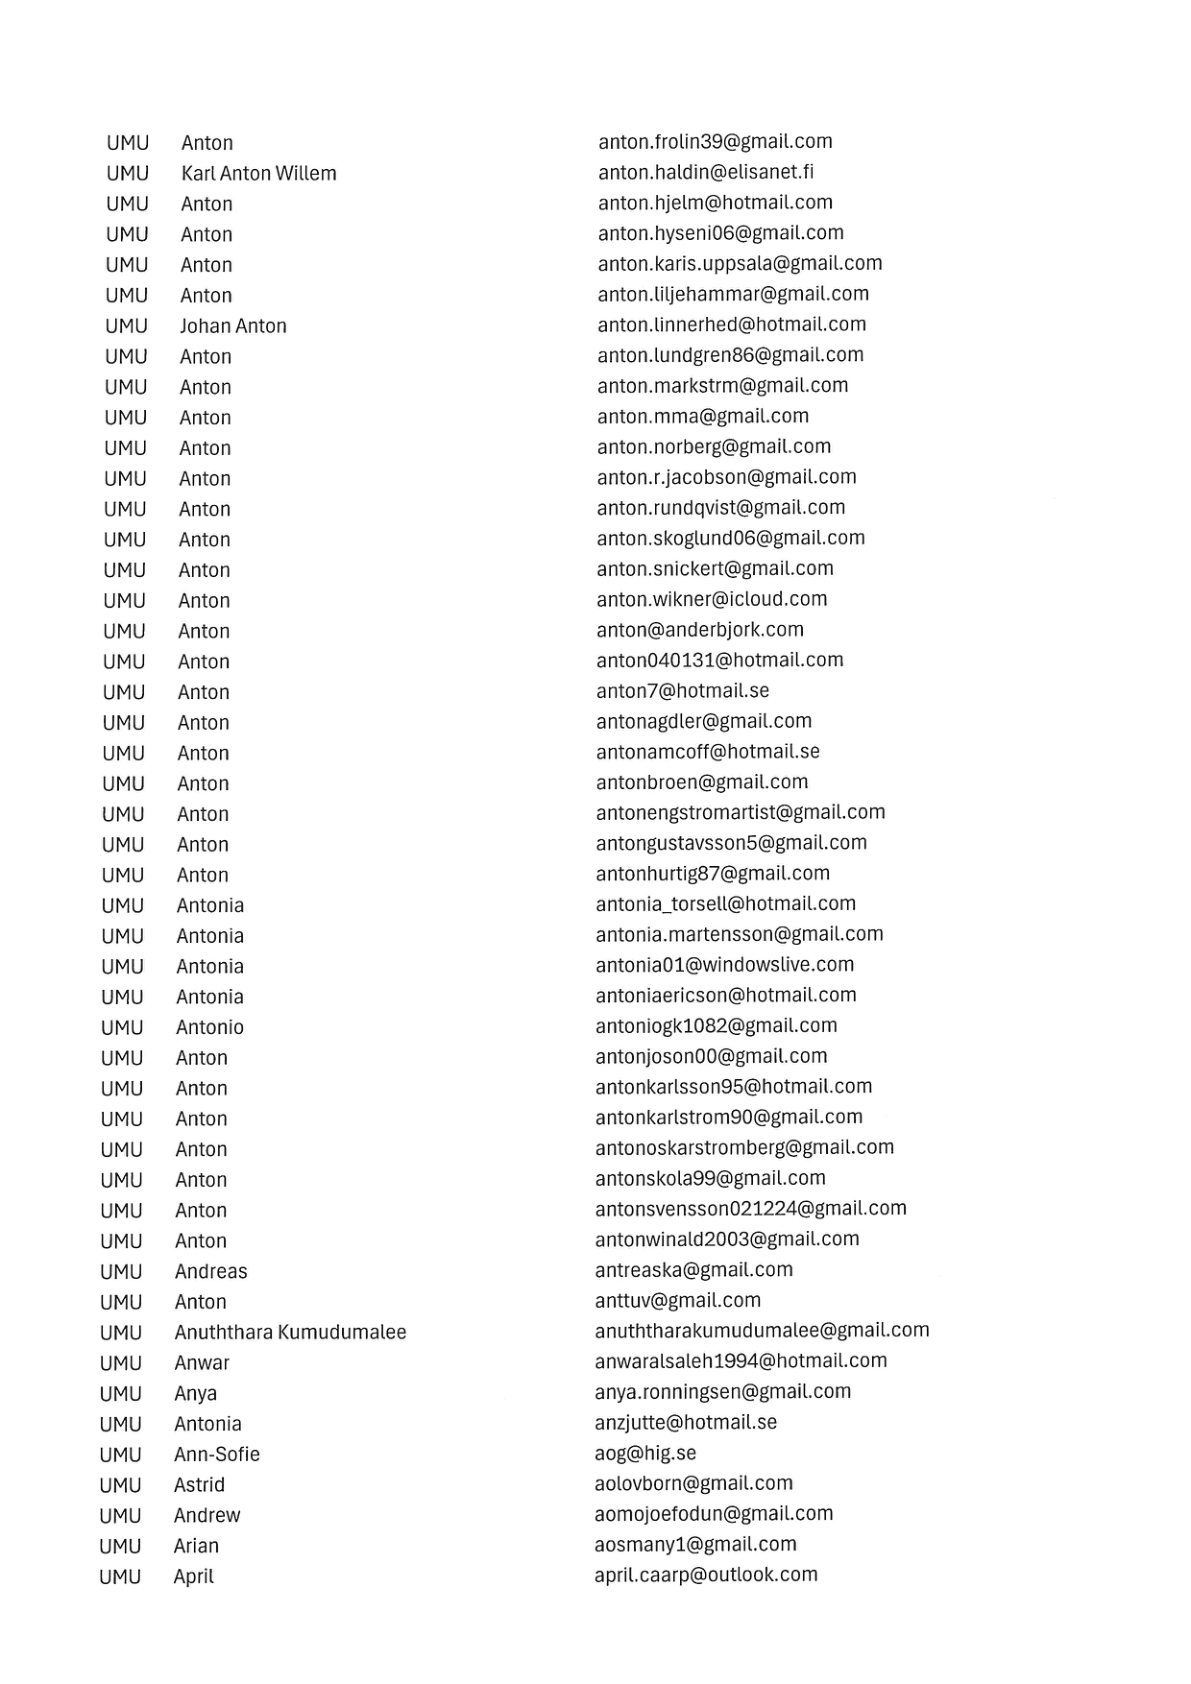 UMU Anton anton.frolin39@gmail.com
UMU Karl Anton Willem anton.haldin@elisanet.fi
UMU Anton anton.hjelm@hotmail.com
UMU Anton anton.hyseni06@gmail.com
UMU Anton anton.karis.uppsala@gmail.com
UMU Anton anton.liljehammar@gmail.com
UMU Johan Anton anton.linnerhed@hotmail.com
UMU Anton anton.lundgren86@gmail.com
UMU Anton anton.markstrm@gmail.com
UMU Anton anton.mma@gmail.com
UMU Anton anton.norberg@gmail.com
UMU Anton anton.r.jacobson@gmail.com
UMU Anton anton.rundqvist@gmail.com
UMU Anton anton.skoglund06@gmail.com
UMU Anton anton.snickert@gmail.com
UMU Anton anton.wikner@icloud.com
UMU Anton anton@anderbjork.com
UMU Anton anton040131@hotmail.com
UMU Anton anton7@hotmail.se
UMU Anton antonagdler@gmail.com
UMU Anton antonamcoff@hotmail.se
UMU Anton antonbroen@gmail.com
UMU Anton antonengstromartist@gmail.com
UMU Anton antongustavsson5@gmail.com
UMU Anton antonhurtig87@gmail.com
UMU Antonia antonia_torsell@hotmail.com
UMU Antonia antonia.martensson@gmail.com
UMU Antonia antonia01@windowslive.com
UMU Antonia antoniaericson@hotmail.com
UMU Antonio antoniogk1082@gmail.com
UMU Anton antonjoson00@gmail.com
UMU Anton antonkarlsson95@hotmail.com
UMU Anton antonkarlstrom90@gmail.com
UMU Anton antonoskarstromberg@gmail.com
UMU Anton antonskola99@gmail.com
UMU Anton antonsvensson021224@gmail.com
UMU Anton antonwinald2003@gmail.com
UMU Andreas antreaska@gmail.com
UMU Anton anttuv@gmail.com
UMU Anuththara Kumudumalee anuththarakumudumalee@gmail.com
UMU Anwar anwaralsaleh1994@hotmail.com
UMU Anya anya.ronningsen@gmail.com
UMU Antonia anzjutte@hotmail.se
UMU Ann-Sofie aog@hig.se
UMU Astrid aolovborn@gmail.com
UMU Andrew aomojoefodun@gmail.com
UMU Arian aosmany1@gmail.com
UMU April april.caarp@outlook.com